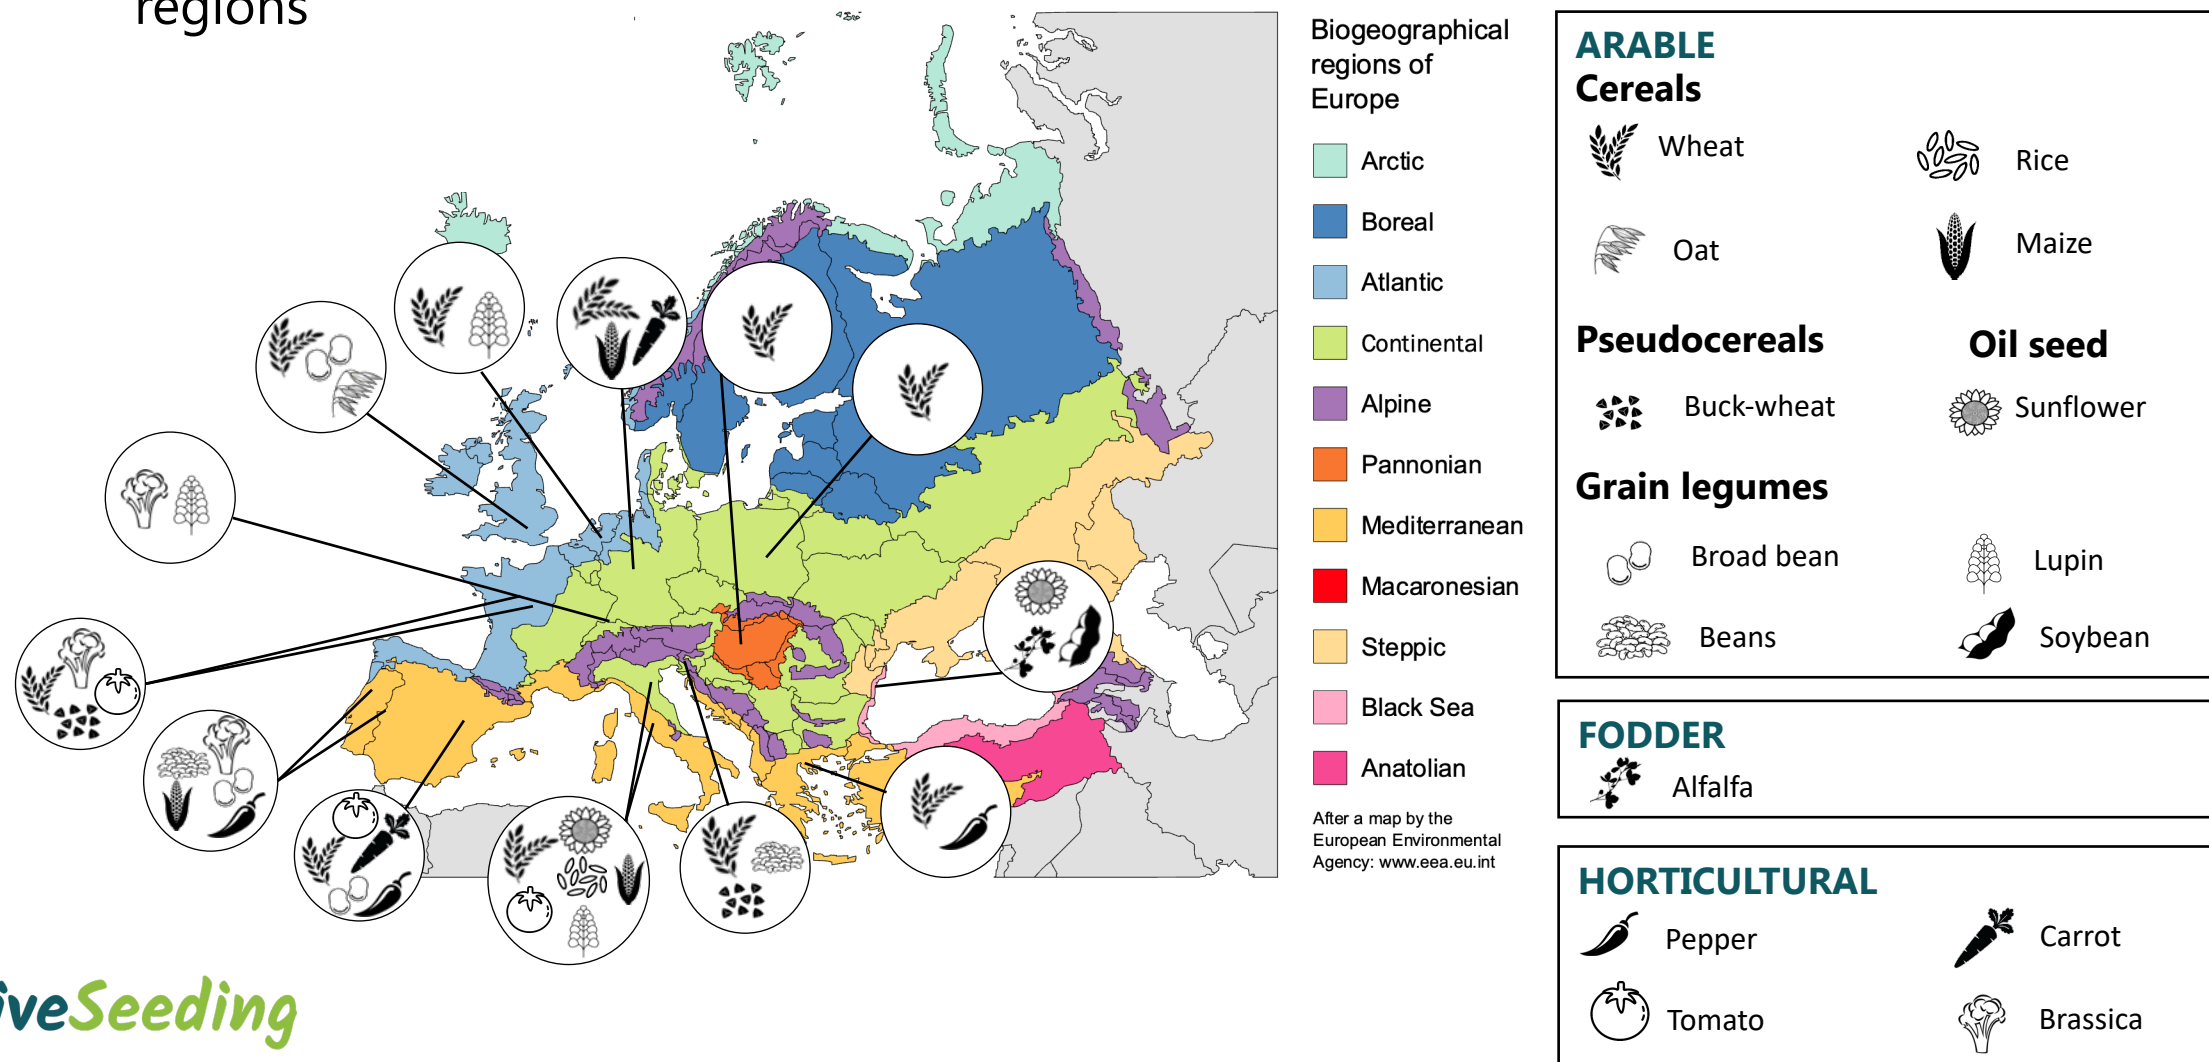 regions
Biogeographical
regions of
Europe
Arctic
Boreal
Atlantic
Continental
Alpine
Pannonian
Mediterranean
Macaronesian
Steppic
Black Sea
Anatolian
After a map by the
European Environmental
Agency: www.eea.eu.int
ARABLE
Cereals
Wheat
Rice
Oat
Maize
Pseudocereals
Oil seed
Buck-wheat
Sunflower
Grain legumes
Broad bean
Lupin
Beans
Soybean
FODDER
Alfalfa
HORTICULTURAL
Pepper
Carrot
Tomato
Brassica
iveSeeding